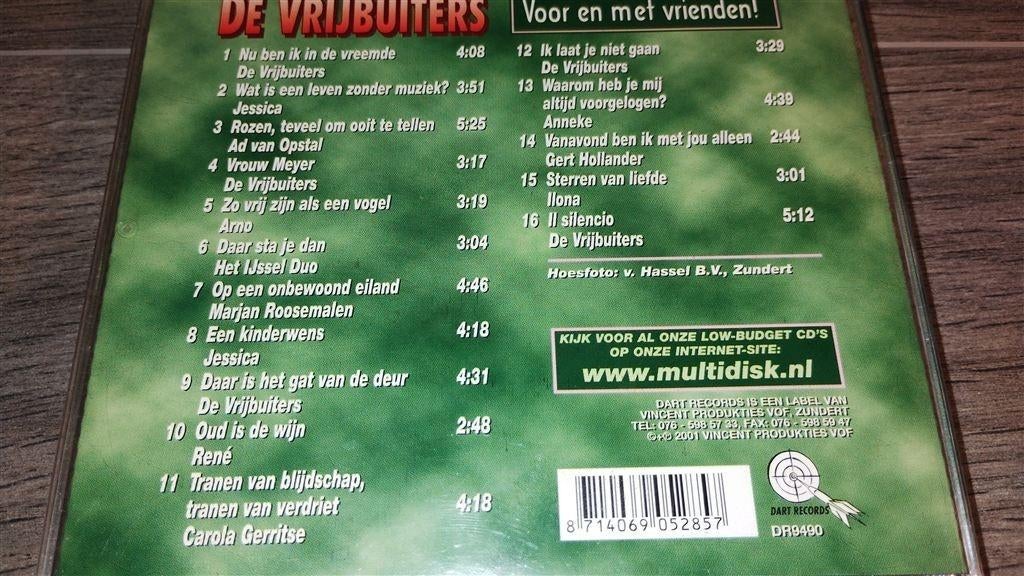 DE VRIJBUITERS
Voor en met vrienden!
1 Nu ben ik in de vreemde 4:08
De Vrijbuiters
2 Wat is een leven zonder muziek? 3:51
Jessica
3 Rozen, teveel om ooit te tellen 5:25
Ad van Opstal
4 Vrouw Meyer 3:17
De Vrijbuiters
5 Zo vrij zijn als een vogel 3:19
Arno
6 Daar sta je dan 3:04
Het IJssel Duo
7 Op een onbewoond eiland 4:46
Marjan Roosemalen
8 Een kinderwens 4:18
Jessica
9 Daar is het gat van de deur 4:31
De Vrijbuiters
10 Oud is de wijn 2:48
René
11 Tranen van blijdschap,
tranen van verdriet 4:18
Carola Gerritse
12 Ik laat je niet gaan 3:29
De Vrijbuiters
13 Waarom heb je mij
altijd voorgelogen? 4:39
Anneke
14 Vanavond ben ik met jou alleen 2:44
Gert Hollander
15 Sterren van liefde 3:01
Ilona
16 Il silencio 5:12
De Vrijbuiters
Hoesfoto: v. Hassel B.V., Zundert
KIJK VOOR AL ONZE LOW-BUDGET CD'S
OP ONZE INTERNET-SITE:
www.multidisk.nl
DART RECORDS IS EEN LABEL VAN
VINCENT PRODUKTIES VOF, ZUNDERT
TEL: 076 - 598 57 33, FAX: 076 - 598 59 47
©+℗ 2001 VINCENT PRODUKTIES VOF
8 714069 052857
DART RECORDS
DR9490